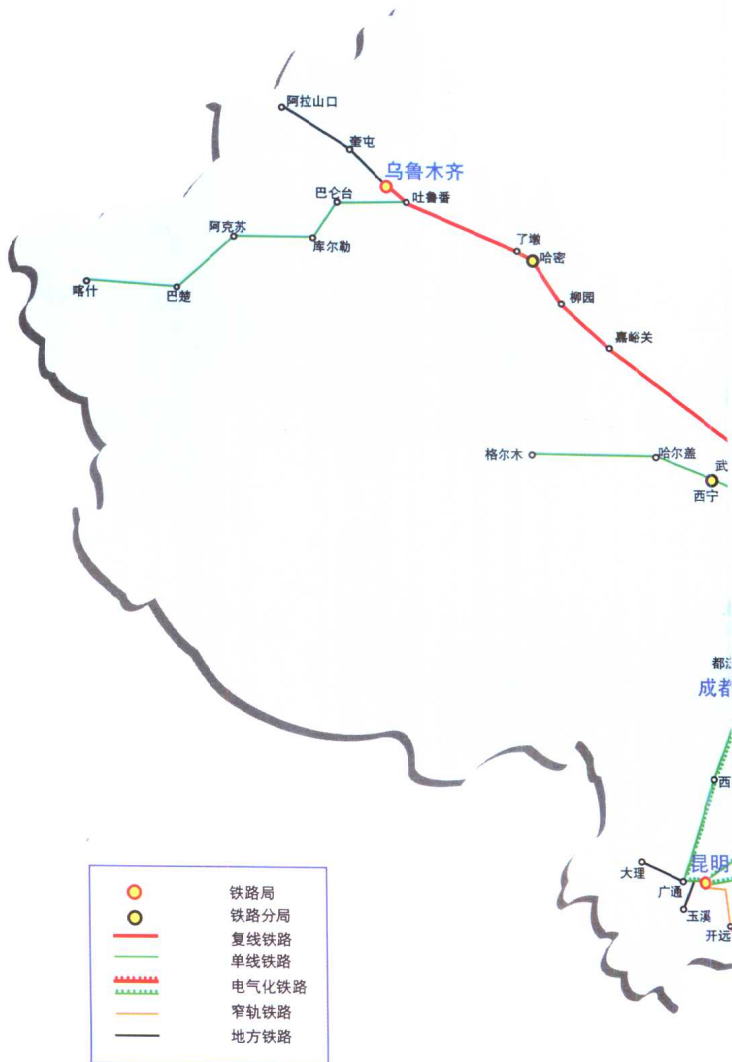 阿拉山口
奎屯
乌鲁木齐
巴仑台
吐鲁番
阿克苏
库尔勒
了墩
哈密
喀什
巴楚
柳园
嘉峪关
格尔木
哈尔盖
武
西宁
都江
成都
西
昆明
大理
广通
玉溪
开远
铁路局
铁路分局
复线铁路
单线铁路
电气化铁路
窄轨铁路
地方铁路